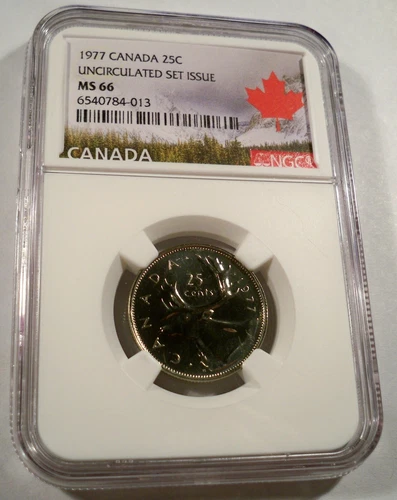 1977 CANADA 25C
UNCIRCULATED SET ISSUE
MS 66
6540784-013
CANADA
NGC
CANADA
25
cents
1977